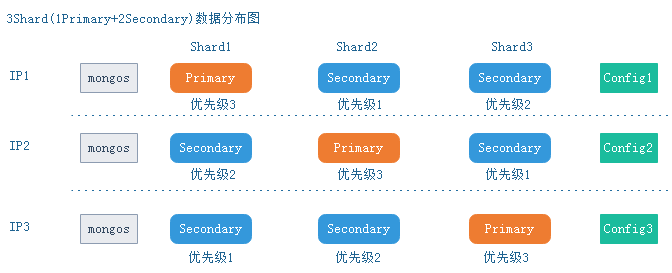 3Shard(1Primary+2Secondary)数据分布图
Shard1 Shard2 Shard3
IP1 mongos Primary Secondary Secondary Config1
优先级3 优先级1 优先级2
IP2 mongos Secondary Primary Secondary Config2
优先级2 优先级3 优先级1
IP3 mongos Secondary Secondary Primary Config3
优先级1 优先级2 优先级3